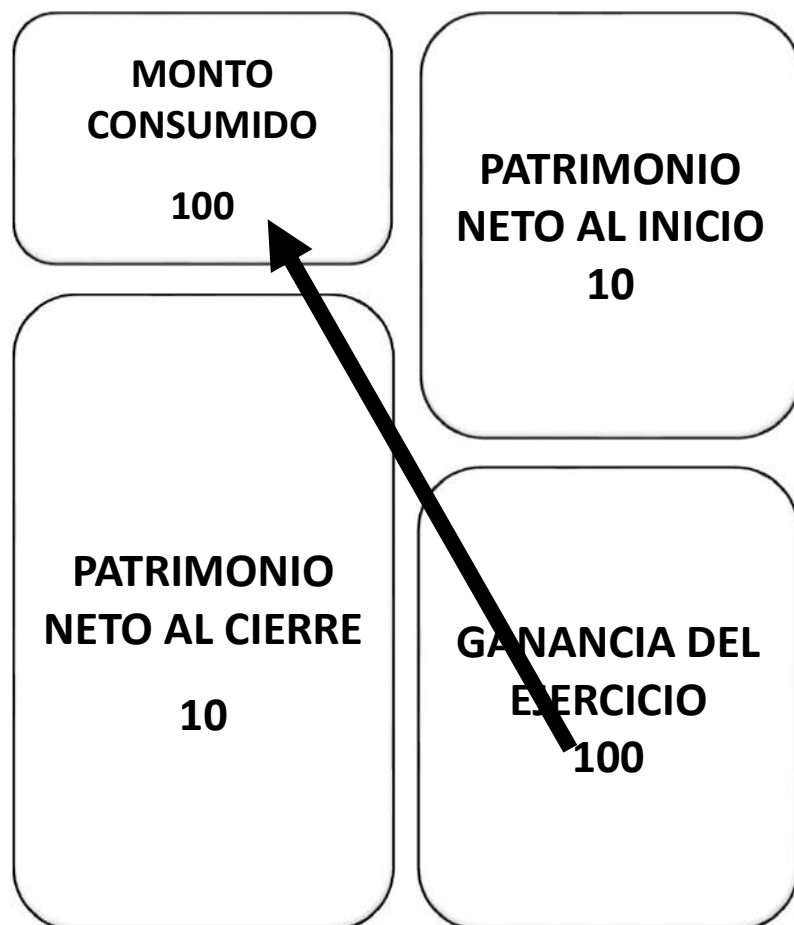 MONTO
CONSUMIDO
100
PATRIMONIO
NETO AL INICIO
10
PATRIMONIO
NETO AL CIERRE
10
GANANCIA DEL
EJERCICIO
100